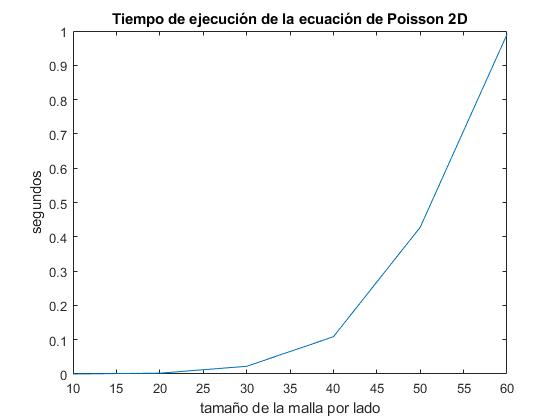 Tiempo de ejecución de la ecuación de Poisson 2D
1
0.9
0.8
0.7
0.6
0.5
0.4
0.3
0.2
0.1
0
segundos
10 15 20 25 30 35 40 45 50 55 60
tamaño de la malla por lado